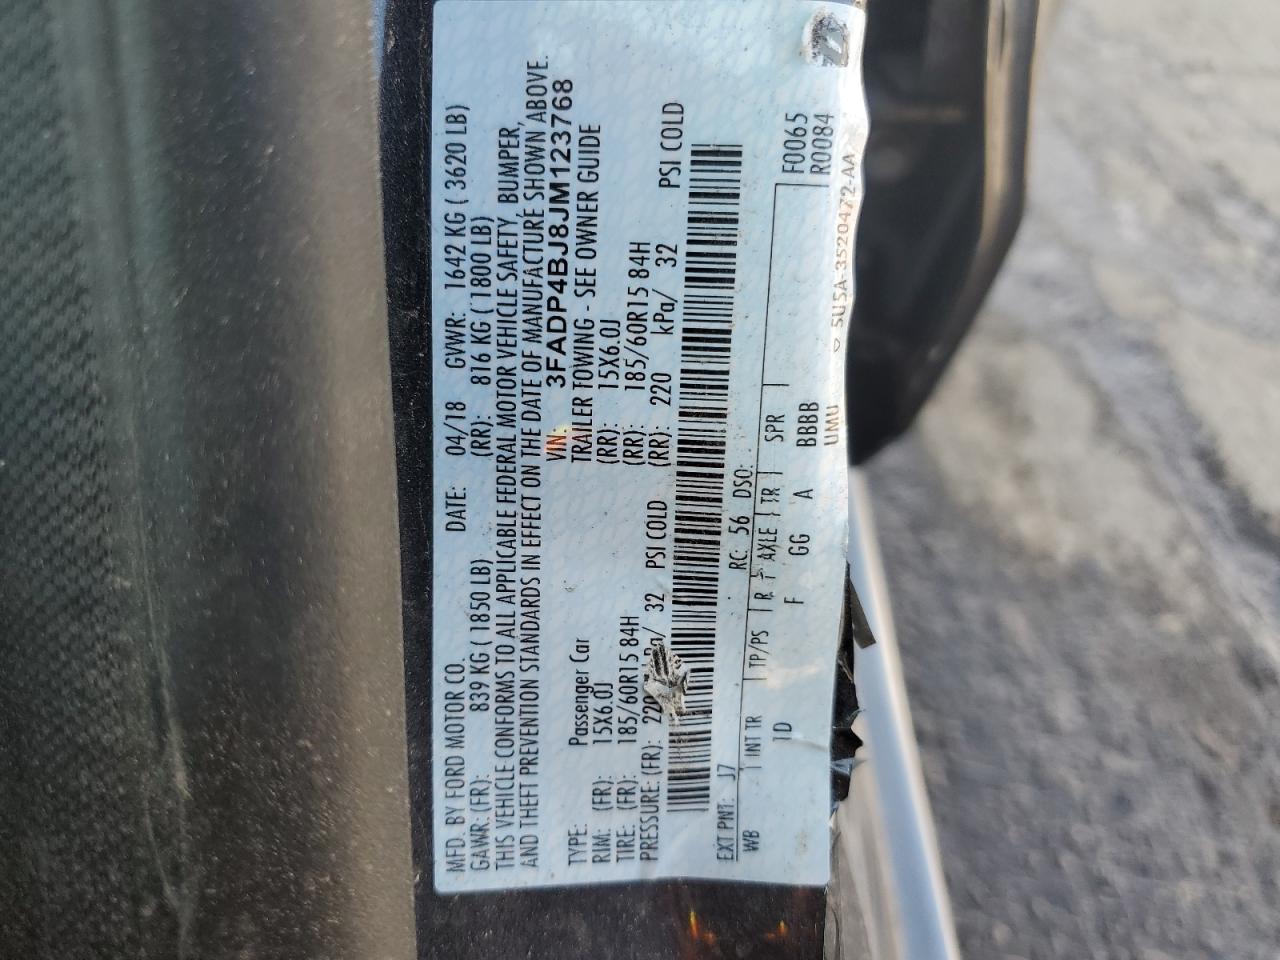 MFD. BY FORD MOTOR CO. DATE: 04/18 GVWR: 1642 KG ( 3620 LB)
GAWR: (FR): 839 KG ( 1850 LB) (RR): 816 KG ( 1800 LB)
THIS VEHICLE CONFORMS TO ALL APPLICABLE FEDERAL MOTOR VEHICLE SAFETY, BUMPER,
AND THEFT PREVENTION STANDARDS IN EFFECT ON THE DATE OF MANUFACTURE SHOWN ABOVE.
VIN: 3FADP4BJ8JM123768
TYPE: Passenger Car TRAILER TOWING - SEE OWNER GUIDE
RIM: (FR): 15X6.0J (RR): 15X6.0J
TIRE: (FR): 185/60R15 84H (RR): 185/60R15 84H
PRESSURE: (FR): 32 PSI COLD (RR): 220 kPa/ 32 PSI COLD
EXT PNT: J7 RC: 56 DSO: F0065
WB INT TR TP/PS R AXLE TR SPR R0084
1D F GG A BBBB
UMU 5U5A-3520472-AA